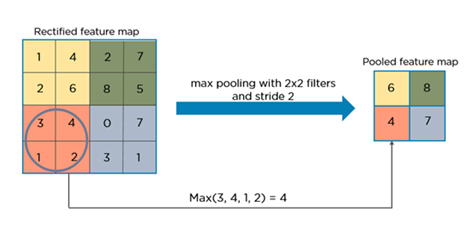 Rectified feature map
1 4 2 7
2 6 8 5
3 4 0 7
1 2 3 1
max pooling with 2x2 filters
and stride 2
Pooled feature map
6 8
4 7
Max(3, 4, 1, 2) = 4